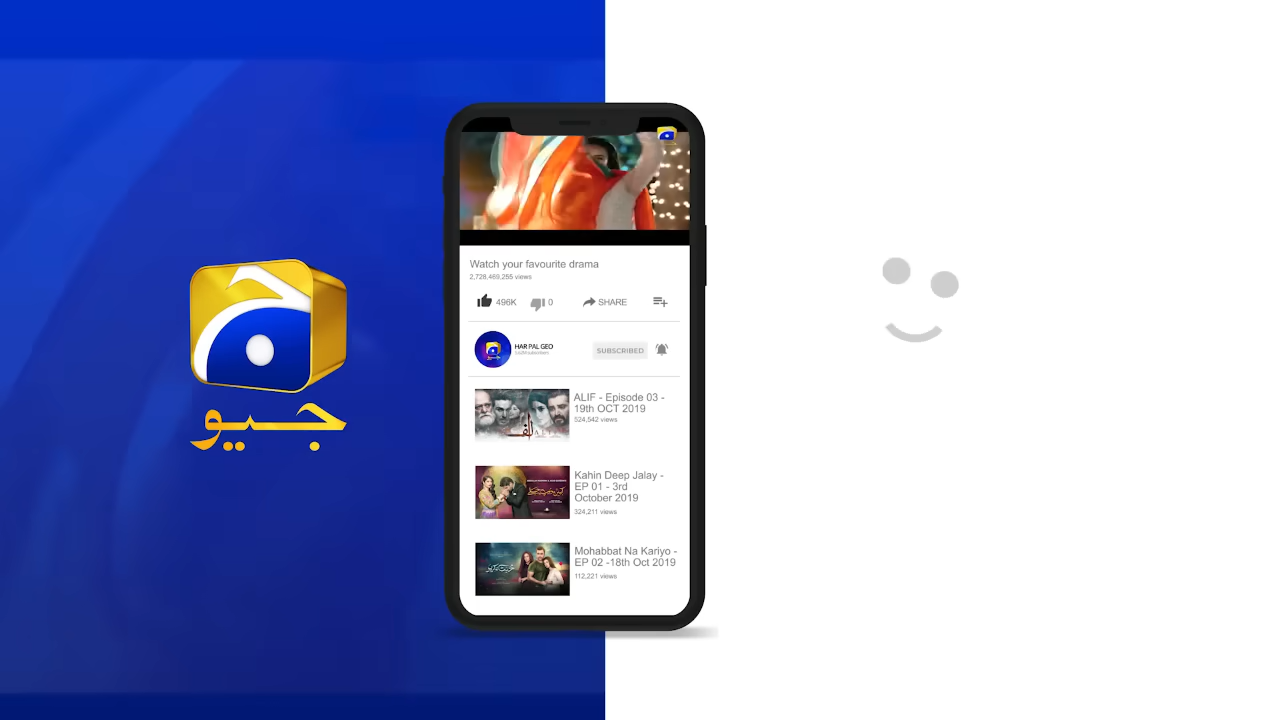 جیو
Watch your favourite drama
2,728,469,255 views
496K
0
SHARE
HAR PAL GEO
SUBSCRIBED
ALIF - Episode 03 -
19th OCT 2019
524,542 views
Kahin Deep Jalay -
EP 01 - 3rd
October 2019
324,211 views
Mohabbat Na Kariyo -
EP 02 -18th Oct 2019
112,221 views